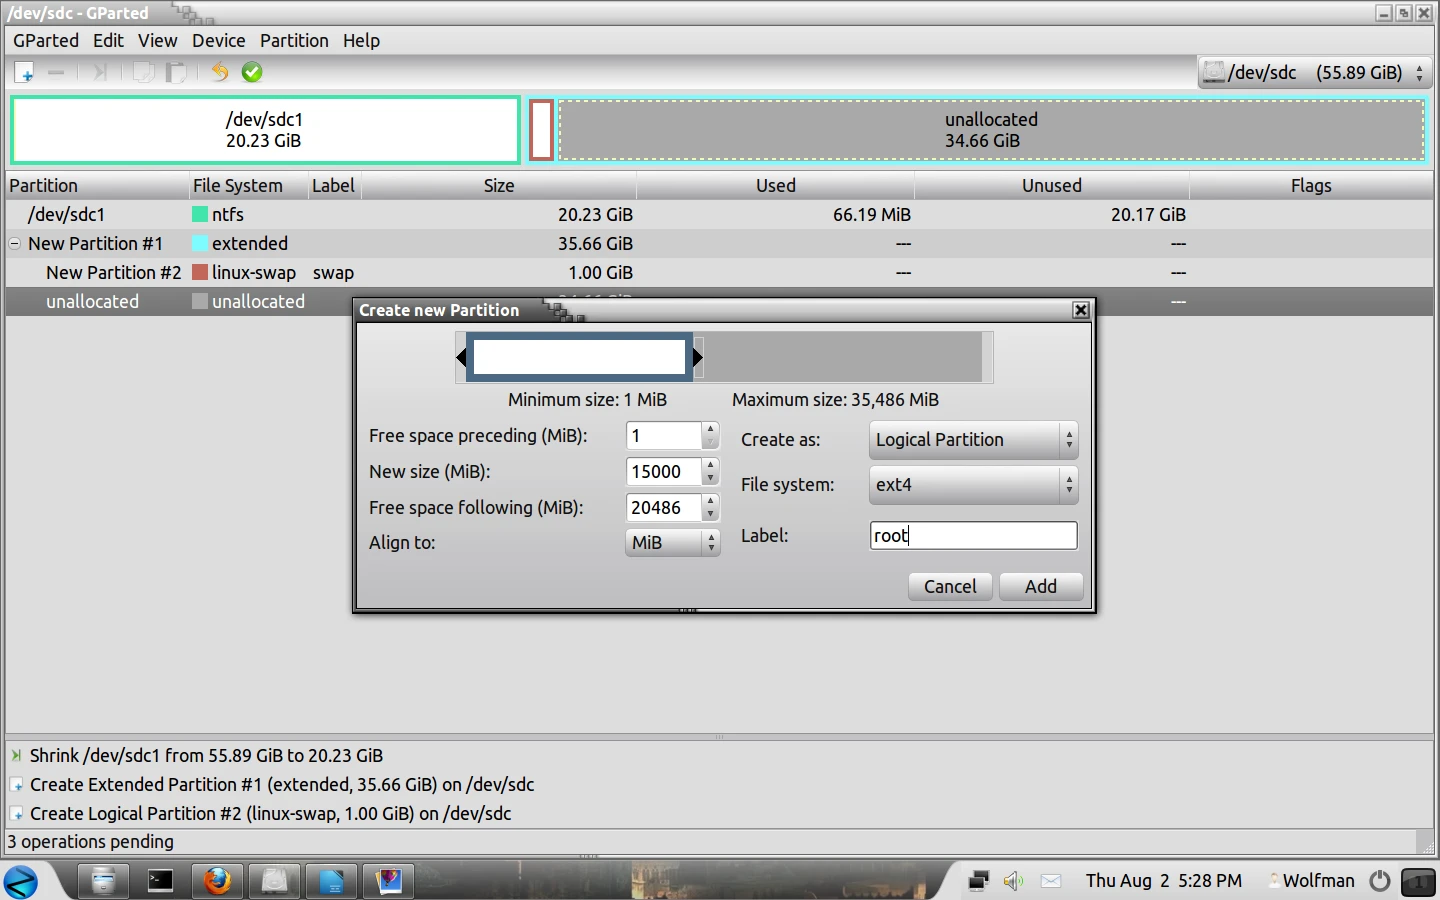 /dev/sdc - GParted
GParted Edit View Device Partition Help
/dev/sdc (55.89 GiB)
/dev/sdc1
20.23 GiB
unallocated
34.66 GiB
Partition File System Label Size Used Unused Flags
/dev/sdc1 ntfs 20.23 GiB 66.19 MiB 20.17 GiB
New Partition #1 extended 35.66 GiB --- ---
New Partition #2 linux-swap swap 1.00 GiB --- ---
unallocated unallocated ---
Create new Partition
Minimum size: 1 MiB Maximum size: 35,486 MiB
Free space preceding (MiB): 1
New size (MiB): 15000
Free space following (MiB): 20486
Align to: MiB
Create as: Logical Partition
File system: ext4
Label: root
Cancel Add
Shrink /dev/sdc1 from 55.89 GiB to 20.23 GiB
Create Extended Partition #1 (extended, 35.66 GiB) on /dev/sdc
Create Logical Partition #2 (linux-swap, 1.00 GiB) on /dev/sdc
3 operations pending
Thu Aug 2 5:28 PM Wolfman 1